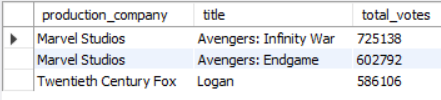 production_company title total_votes
Marvel Studios Avengers: Infinity War 725138
Marvel Studios Avengers: Endgame 602792
Twentieth Century Fox Logan 586106